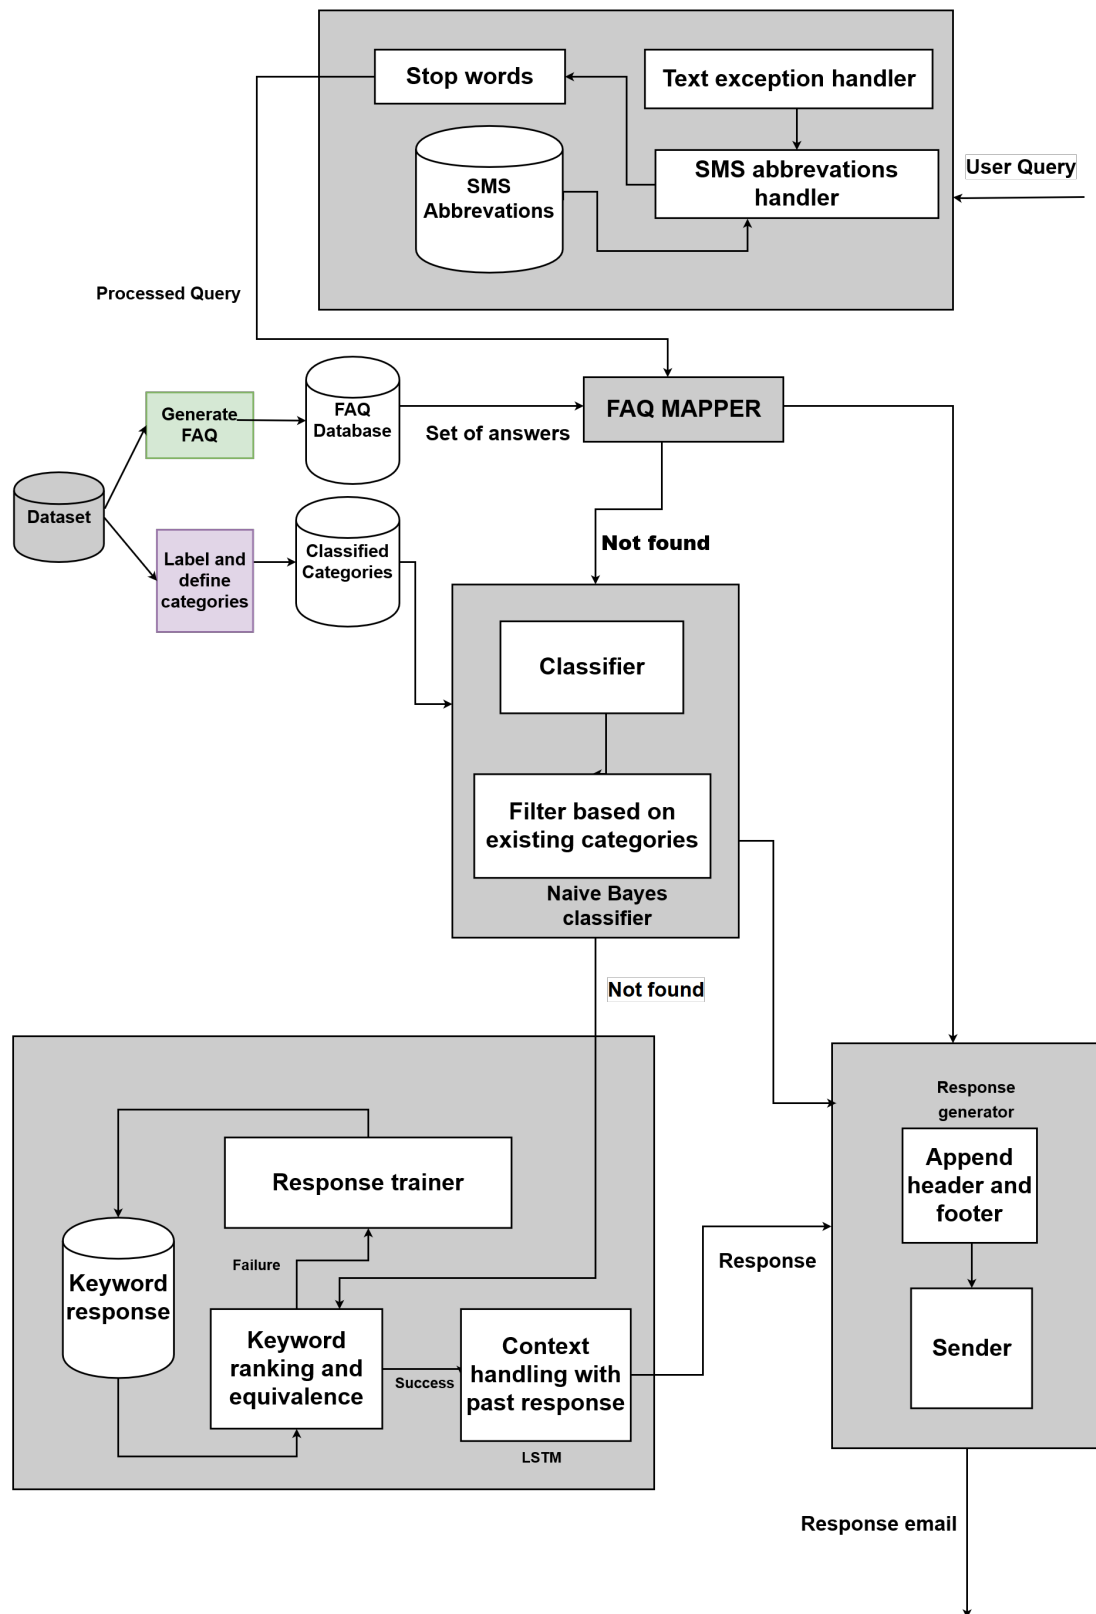 Stop words
Text exception handler
SMS abbrevations
handler
User Query
SMS
Abbrevations
Processed Query
Generate
FAQ
FAQ
Database
Set of answers
FAQ MAPPER
Dataset
Label and
define
categories
Classified
Categories
Not found
Classifier
Filter based on
existing categories
Naive Bayes
classifier
Not found
Response
generator
Append
header and
footer
Sender
Response trainer
Failure
Keyword
response
Keyword
ranking and
equivalence
Success
Context
handling with
past response
LSTM
Response
Response email